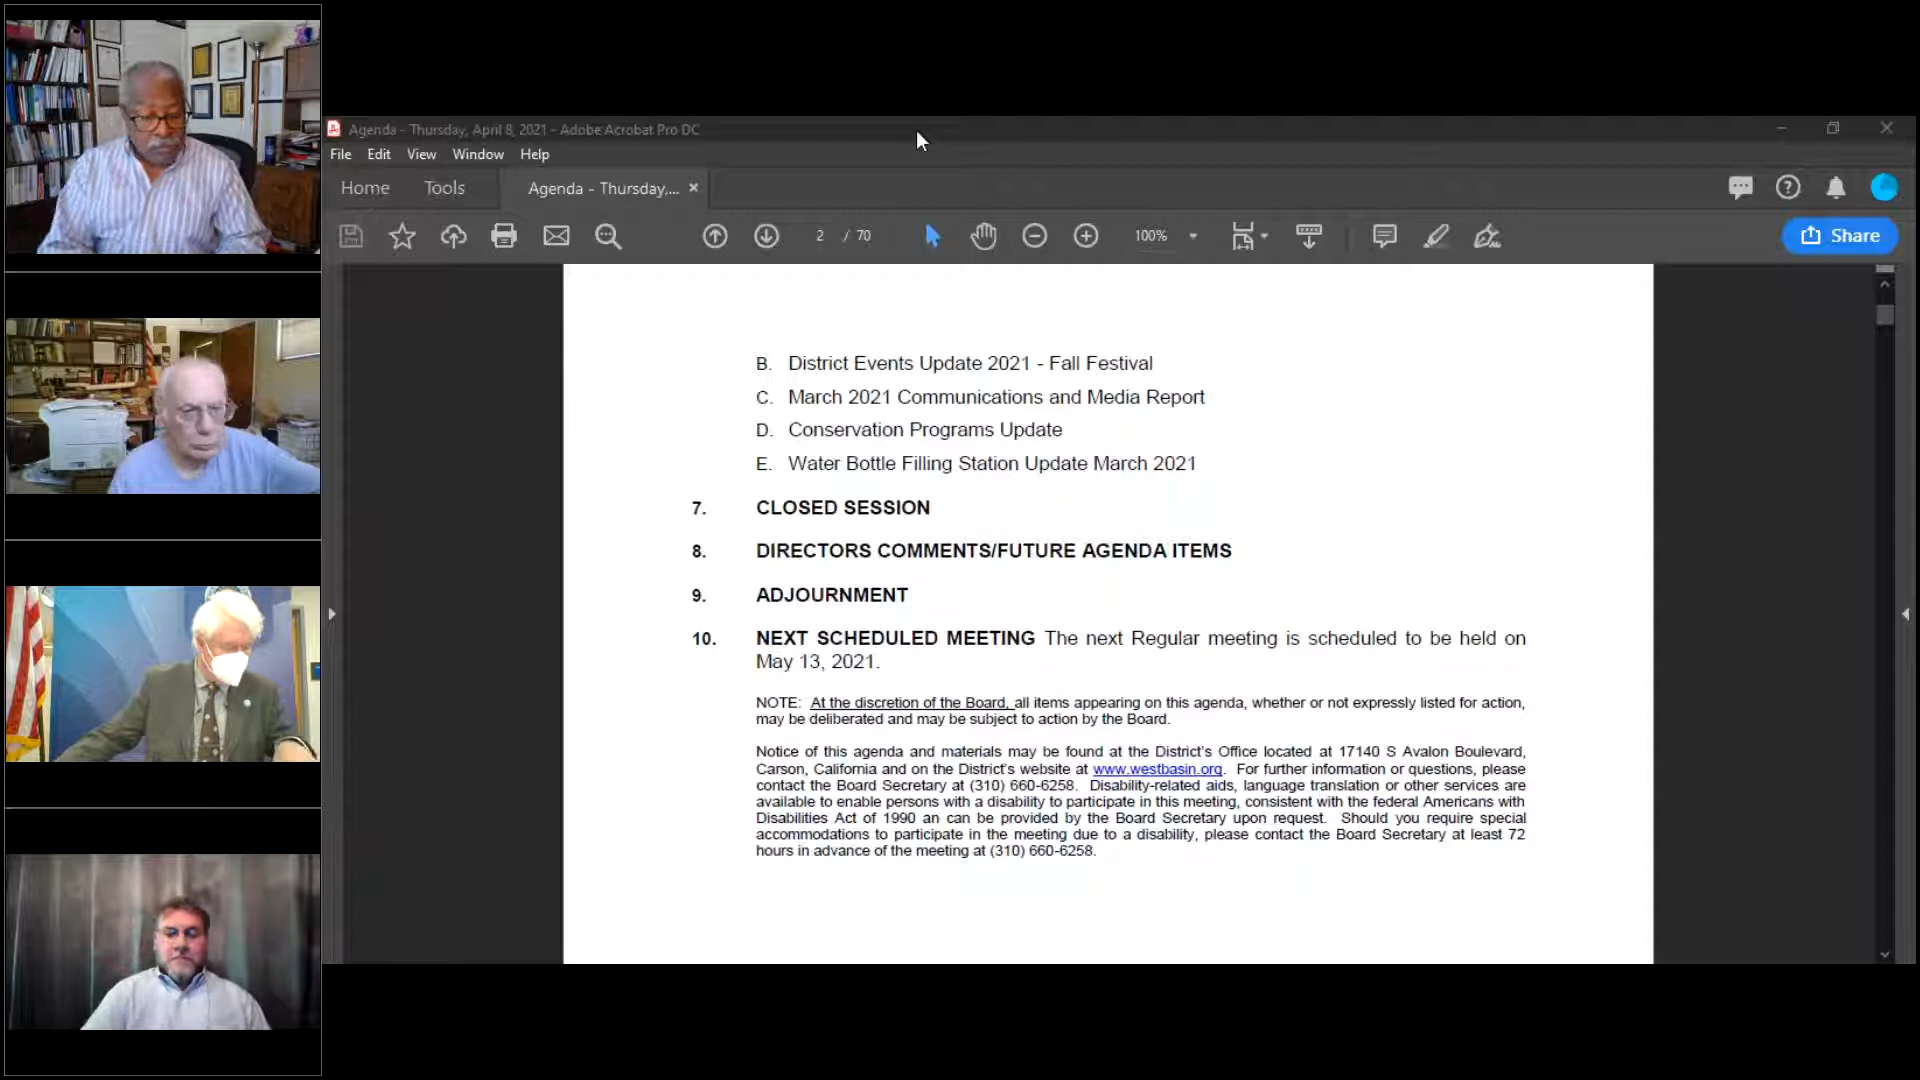 Agenda - Thursday, April 8, 2021 - Adobe Acrobat Pro DC
File Edit View Window Help
Home Tools Agenda - Thursday,... ×
2 / 70 100% Share
B. District Events Update 2021 - Fall Festival
C. March 2021 Communications and Media Report
D. Conservation Programs Update
E. Water Bottle Filling Station Update March 2021
7. CLOSED SESSION
8. DIRECTORS COMMENTS/FUTURE AGENDA ITEMS
9. ADJOURNMENT
10. NEXT SCHEDULED MEETING The next Regular meeting is scheduled to be held on
May 13, 2021.
NOTE: At the discretion of the Board, all items appearing on this agenda, whether or not expressly listed for action,
may be deliberated and may be subject to action by the Board.
Notice of this agenda and materials may be found at the District's Office located at 17140 S Avalon Boulevard,
Carson, California and on the District's website at www.westbasin.org. For further information or questions, please
contact the Board Secretary at (310) 660-6258. Disability-related aids, language translation or other services are
available to enable persons with a disability to participate in this meeting, consistent with the federal Americans with
Disabilities Act of 1990 an can be provided by the Board Secretary upon request. Should you require special
accommodations to participate in the meeting due to a disability, please contact the Board Secretary at least 72
hours in advance of the meeting at (310) 660-6258.